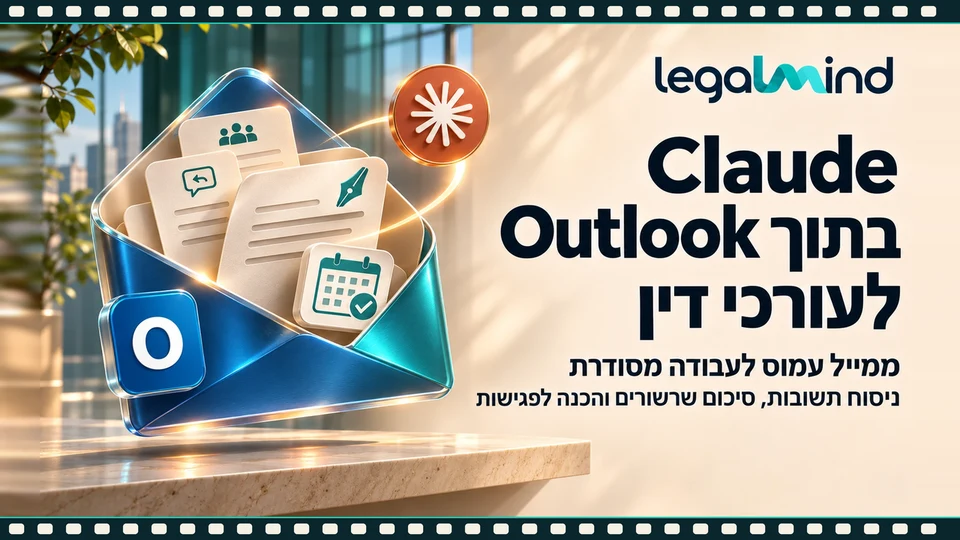 legalmind
Claude
בתוך Outlook
לעורכי דין
ממייל עמוס לעבודה מסודרת
ניסוח תשובות, סיכום שרשורים והכנה לפגישות
O